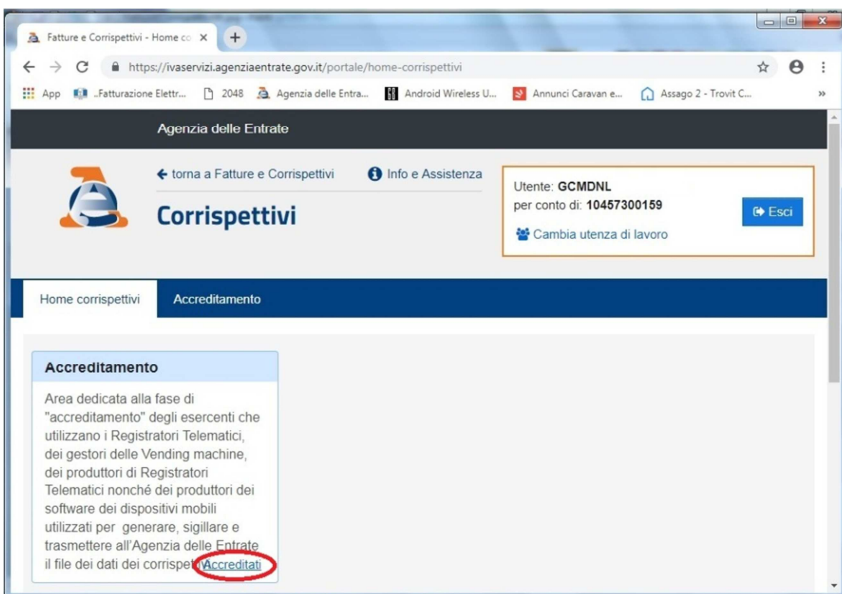 Fatture e Corrispettivi - Home co
https://ivaservizi.agenziaentrate.gov.it/portale/home-corrispettivi
App
..Fatturazione Elettr...
2048
Agenzia delle Entra...
Android Wireless U...
Annunci Caravan e...
Assago 2 - Trovit C...
»
Agenzia delle Entrate
torna a Fatture e Corrispettivi
Info e Assistenza
Corrispettivi
Utente: GCMDNL
per conto di: 10457300159
Cambia utenza di lavoro
Esci
Home corrispettivi
Accreditamento
Accreditamento
Area dedicata alla fase di
"accreditamento" degli esercenti che
utilizzano i Registratori Telematici,
dei gestori delle Vending machine,
dei produttori di Registratori
Telematici nonché dei produttori dei
software dei dispositivi mobili
utilizzati per generare, sigillare e
trasmettere all'Agenzia delle Entrate
il file dei dati dei corrispettivi Accreditati